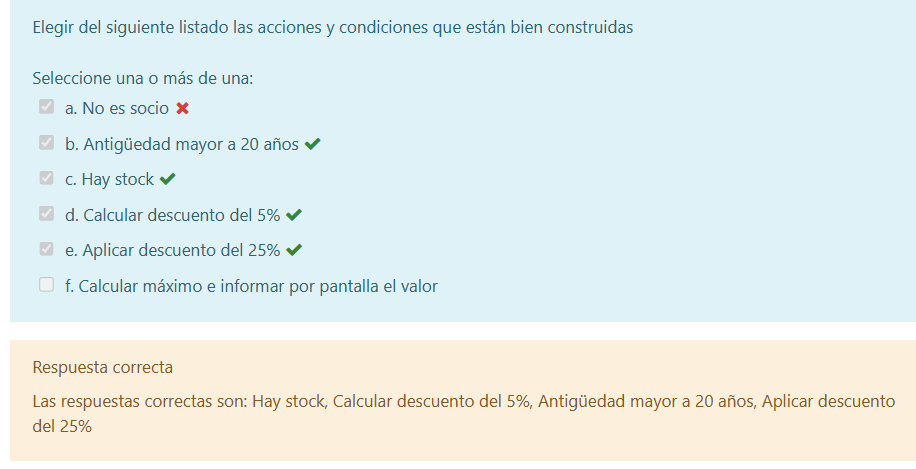 Elegir del siguiente listado las acciones y condiciones que están bien construidas
Seleccione una o más de una:
a. No es socio
b. Antigüedad mayor a 20 años
c. Hay stock
d. Calcular descuento del 5%
e. Aplicar descuento del 25%
f. Calcular máximo e informar por pantalla el valor
Respuesta correcta
Las respuestas correctas son: Hay stock, Calcular descuento del 5%, Antigüedad mayor a 20 años, Aplicar descuento
del 25%